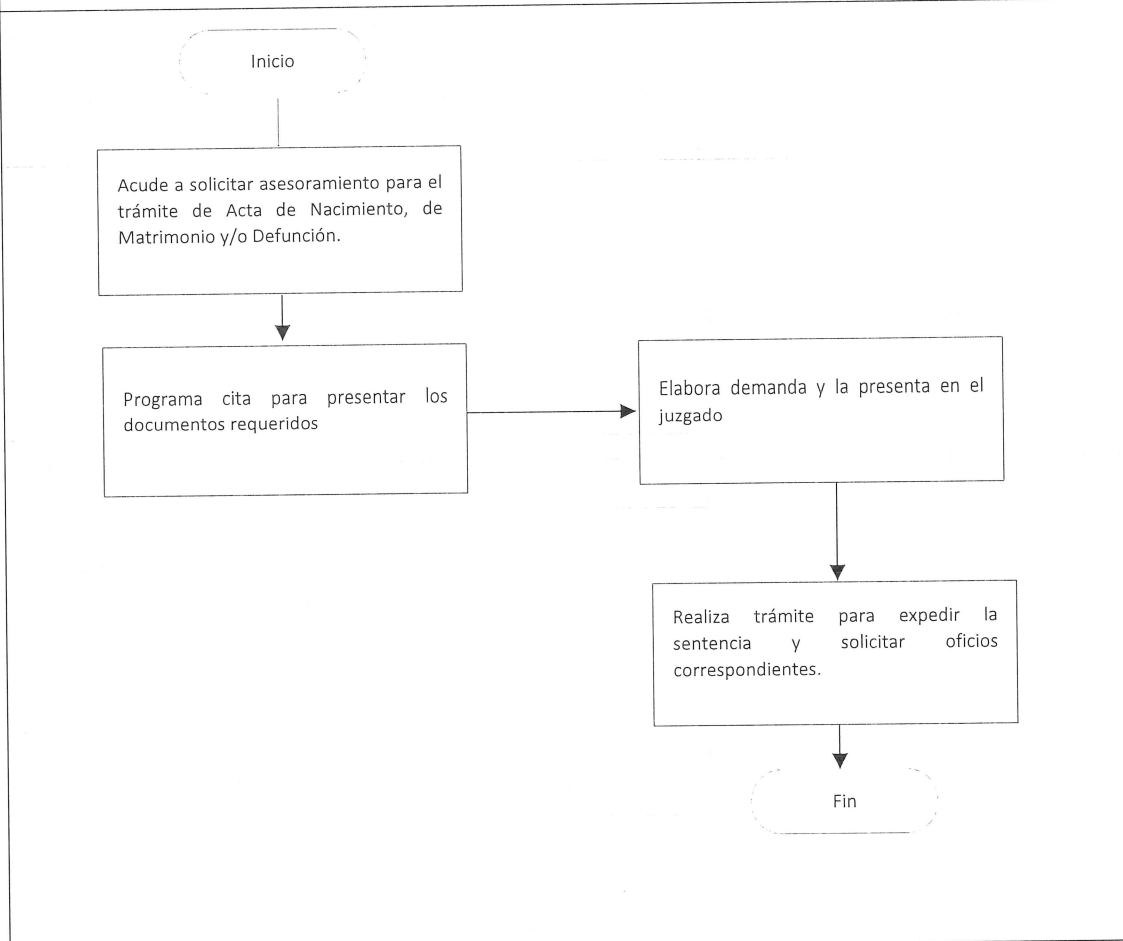 Inicio
Acude a solicitar asesoramiento para el
trámite de Acta de Nacimiento, de
Matrimonio y/o Defunción.
Programa cita para presentar los
documentos requeridos
Elabora demanda y la presenta en el
juzgado
Realiza trámite para expedir la
sentencia y solicitar oficios
correspondientes.
Fin